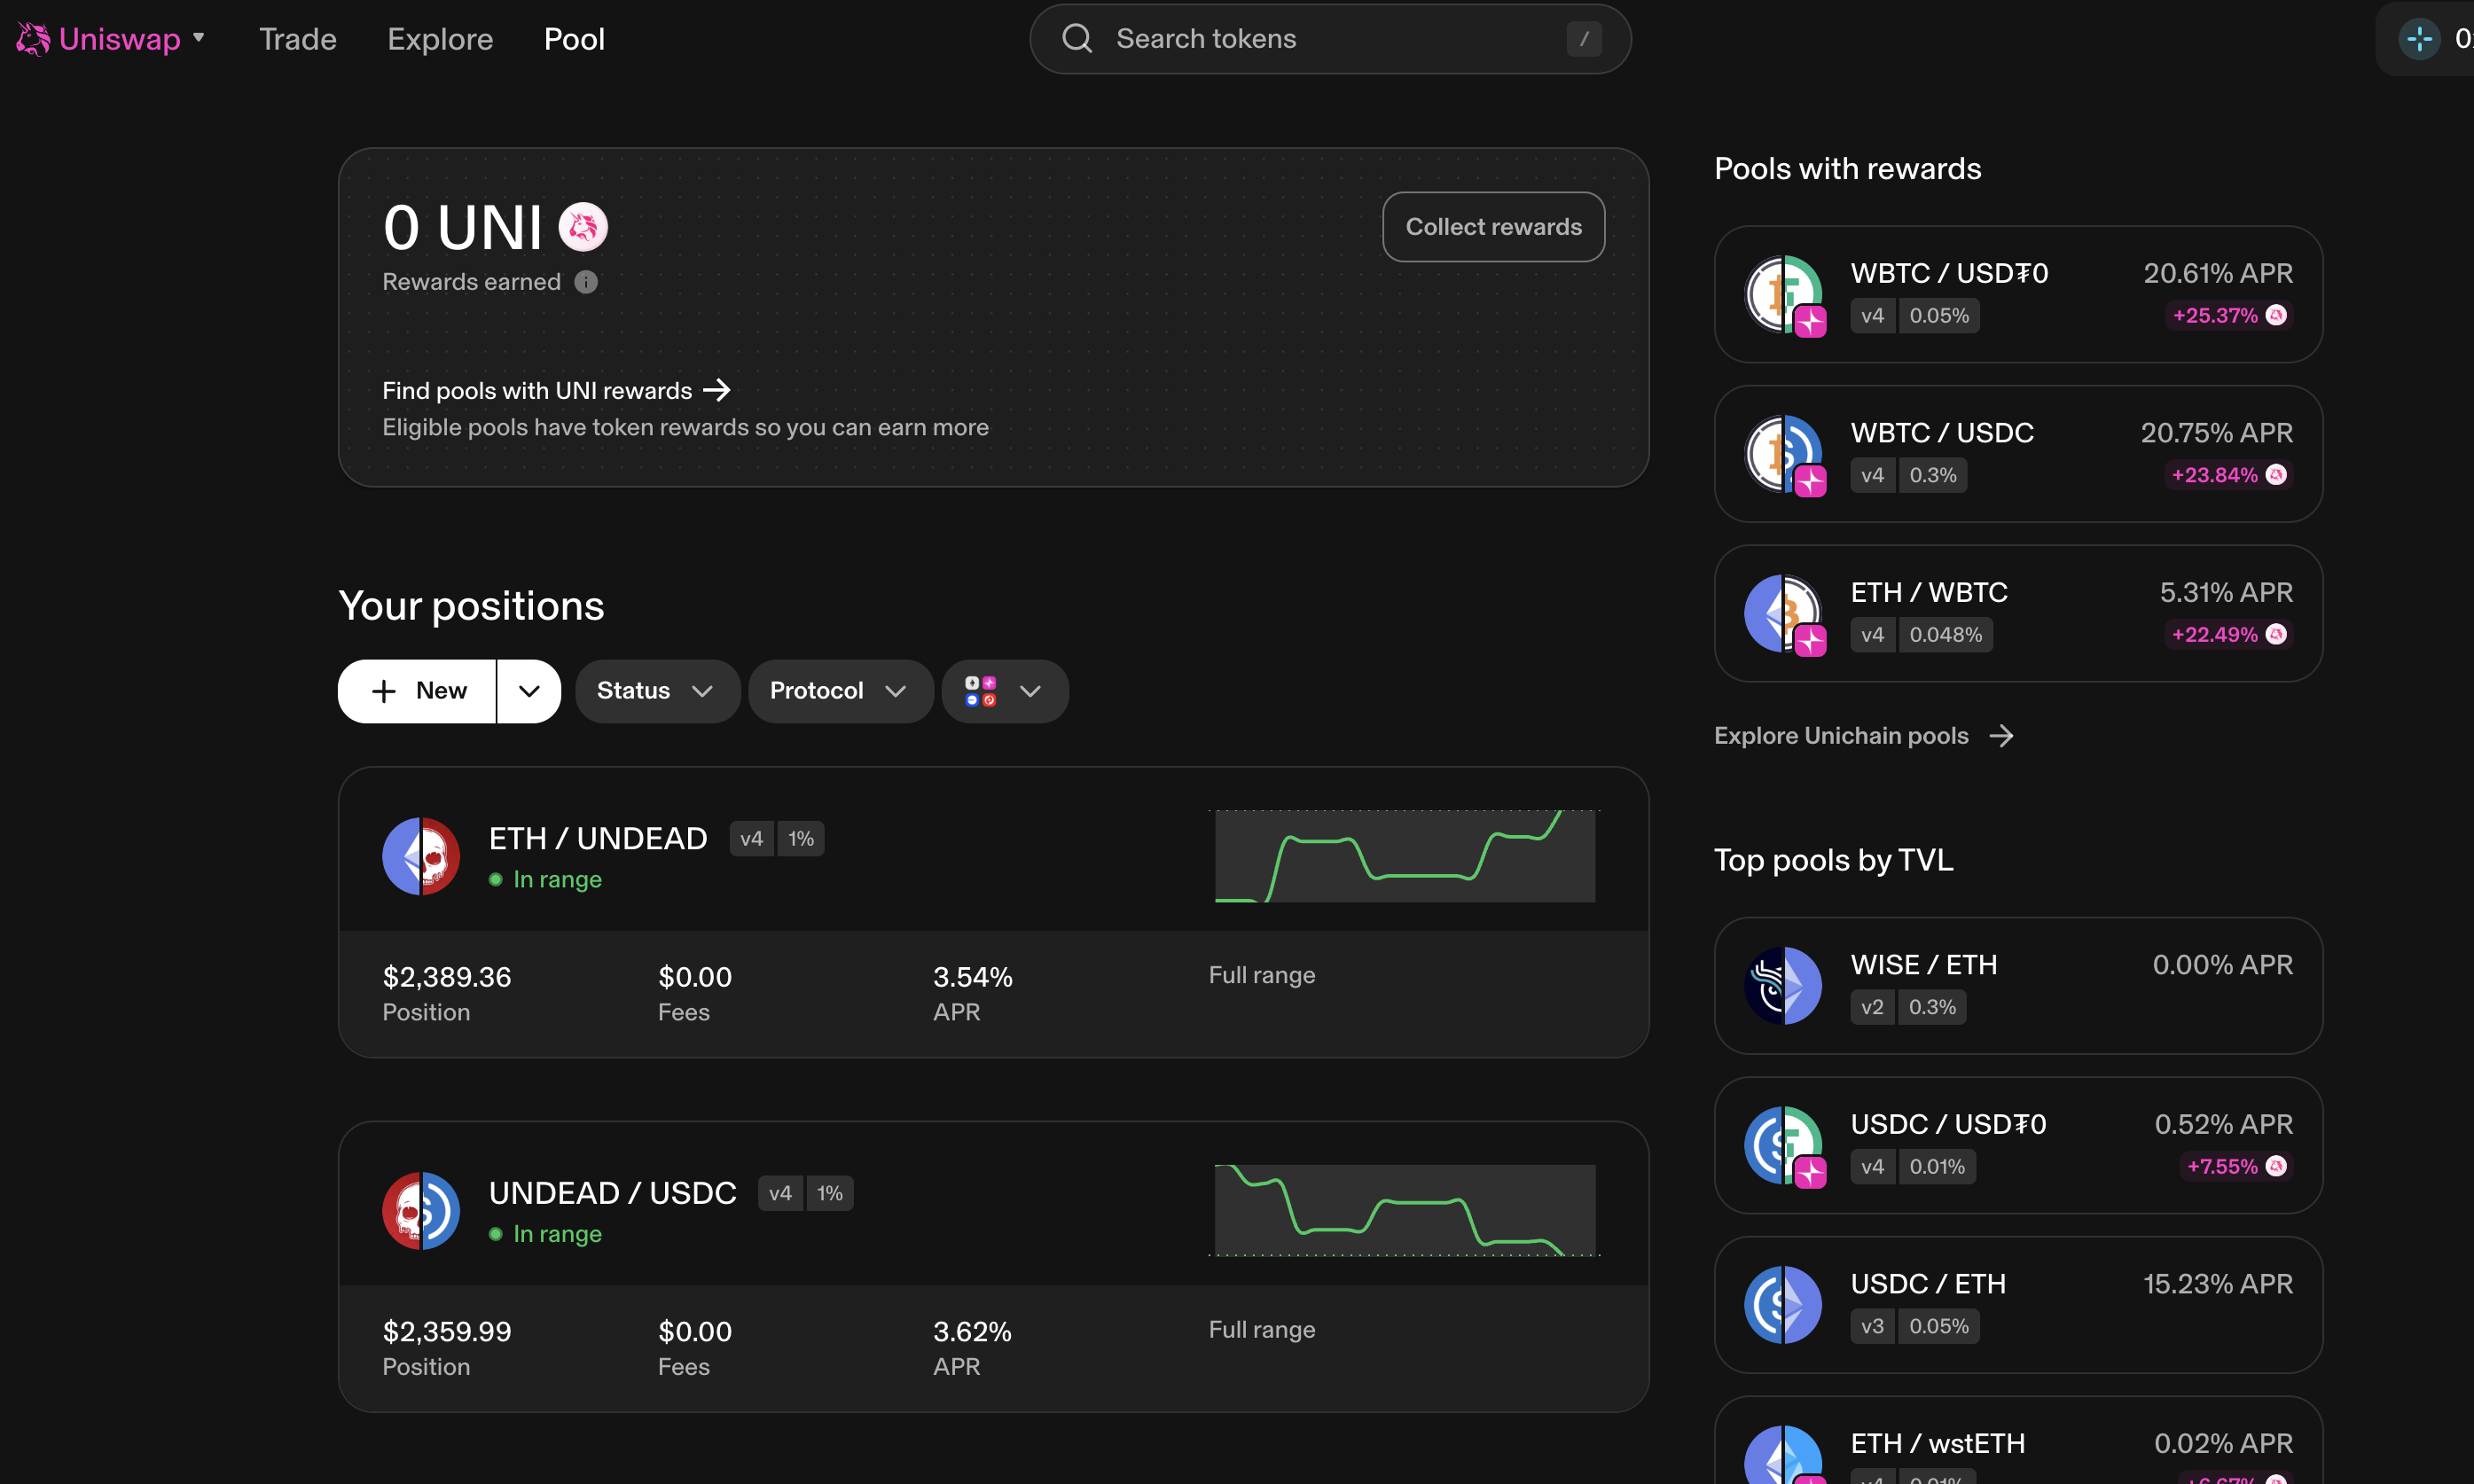 Uniswap
Trade
Explore
Pool
Search tokens
/
0 UNI
Rewards earned
Collect rewards
Find pools with UNI rewards →
Eligible pools have token rewards so you can earn more
Your positions
+ New
Status
Protocol
ETH / UNDEAD v4 1%
In range
$2,389.36
Position
$0.00
Fees
3.54%
APR
Full range
UNDEAD / USDC v4 1%
In range
$2,359.99
Position
$0.00
Fees
3.62%
APR
Full range
Pools with rewards
WBTC / USD₮0 20.61% APR
v4 0.05% +25.37%
WBTC / USDC 20.75% APR
v4 0.3% +23.84%
ETH / WBTC 5.31% APR
v4 0.048% +22.49%
Explore Unichain pools →
Top pools by TVL
WISE / ETH 0.00% APR
v2 0.3%
USDC / USD₮0 0.52% APR
v4 0.01% +7.55%
USDC / ETH 15.23% APR
v3 0.05%
ETH / wstETH 0.02% APR